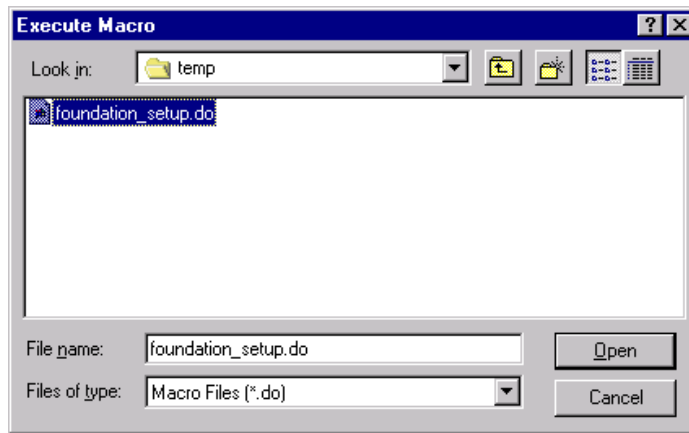 Execute Macro
Look in: temp
foundation_setup.do
File name: foundation_setup.do Open
Files of type: Macro Files (*.do) Cancel